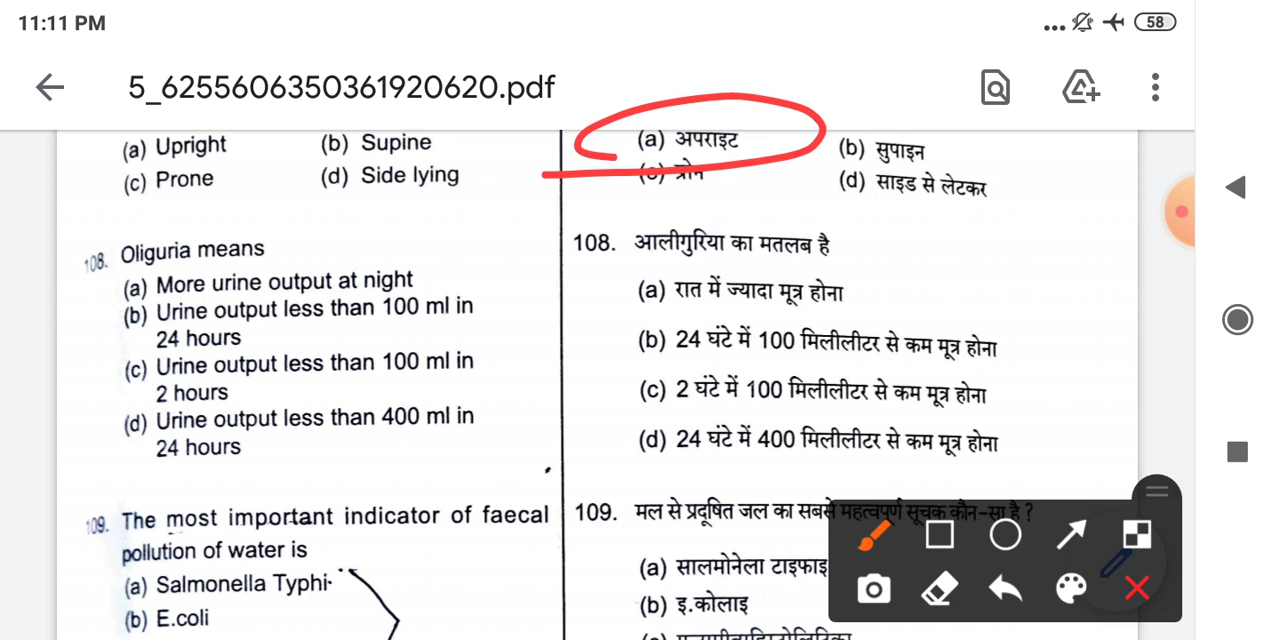 11:11 PM
58
5_6255606350361920620.pdf
(a) Upright (b) Supine
(c) Prone (d) Side lying
108. Oliguria means
(a) More urine output at night
(b) Urine output less than 100 ml in
24 hours
(c) Urine output less than 100 ml in
2 hours
(d) Urine output less than 400 ml in
24 hours
109. The most important indicator of faecal
pollution of water is
(a) Salmonella Typhi
(b) E.coli
(a) अपराइट (b) सुपाइन
(c) प्रोन (d) साइड से लेटकर
108. आलीगुरिया का मतलब है
(a) रात में ज्यादा मूत्र होना
(b) 24 घंटे में 100 मिलीलीटर से कम मूत्र होना
(c) 2 घंटे में 100 मिलीलीटर से कम मूत्र होना
(d) 24 घंटे में 400 मिलीलीटर से कम मूत्र होना
109. मल से प्रदूषित जल का सबसे महत्वपूर्ण सूचक कौन-सा है ?
(a) सालमोनेला टाइफाइ
(b) इ.कोलाइ